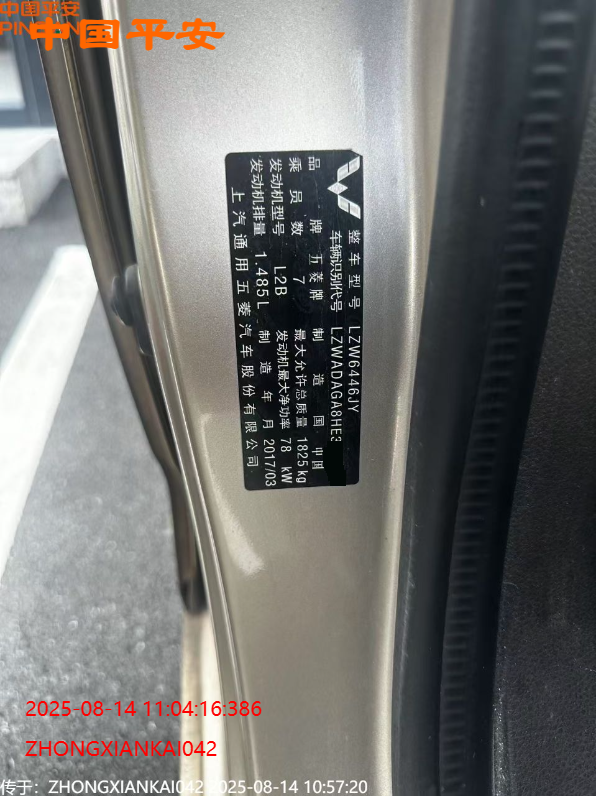 中国平安
PIN
中国平安
整车型号 LZW6446JY
车辆识别代号 LZWADAGA8HE3
品牌 五菱牌 制造国 中国
乘员数 7 最大允许总质量 1825kg
发动机型号 L2B 发动机最大净功率 78 kW
发动机排量 1.485L 制造年月 2017/03
上汽通用五菱汽车股份有限公司
2025-08-14 11:04:16:386
ZHONGXIANKAI042
传于：ZHONGXIANKAI042 2025-08-14 10:57:20